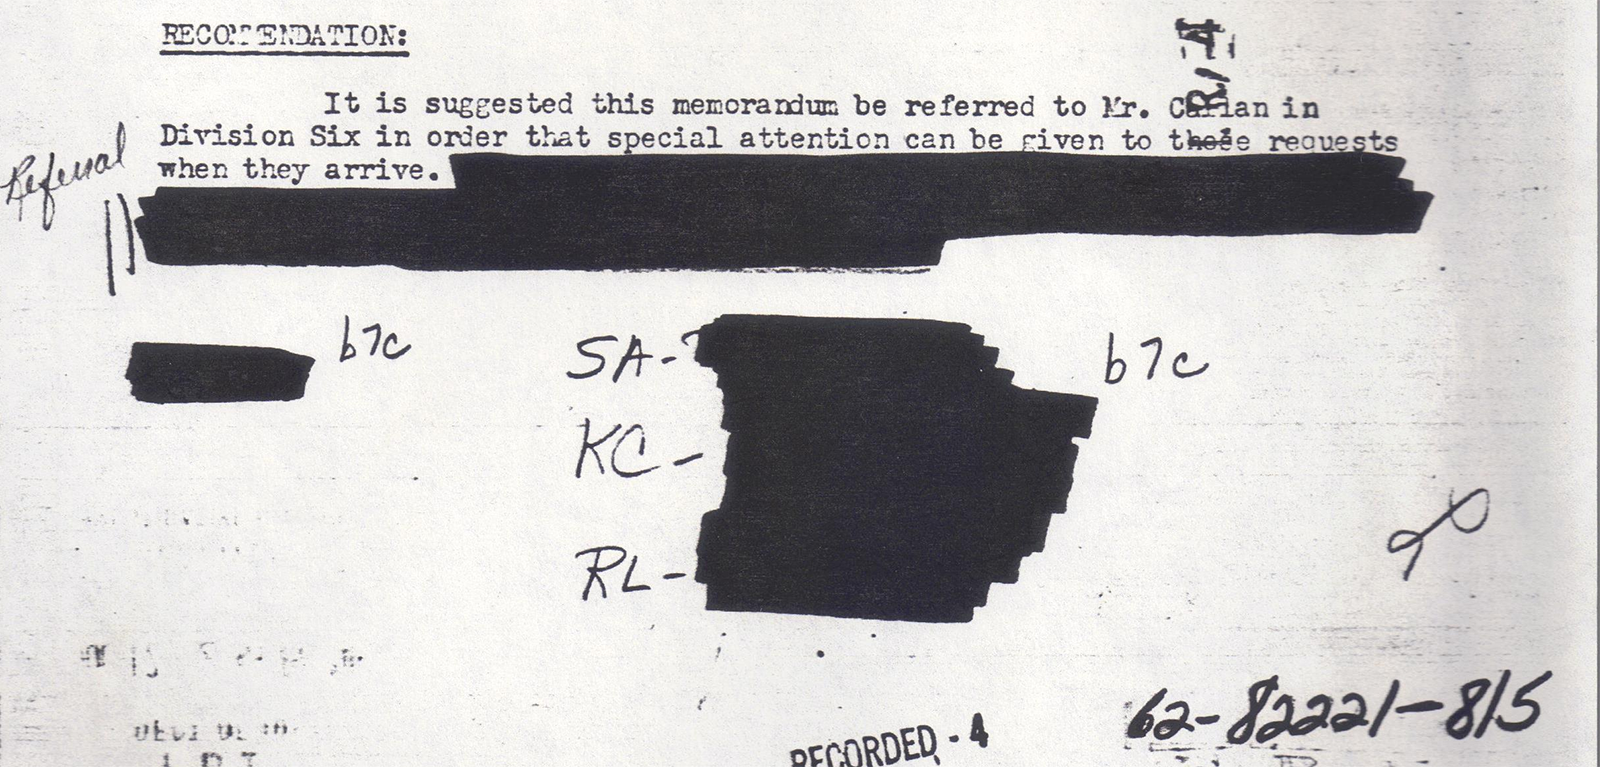 RECOMMENDATION:
It is suggested this memorandum be referred to Mr. in
Division Six in order that special attention can be given to these requests
when they arrive.
Referral
b7c
SA-
b7c
KC-
RL-
62-82221-815
RECORDED - 4